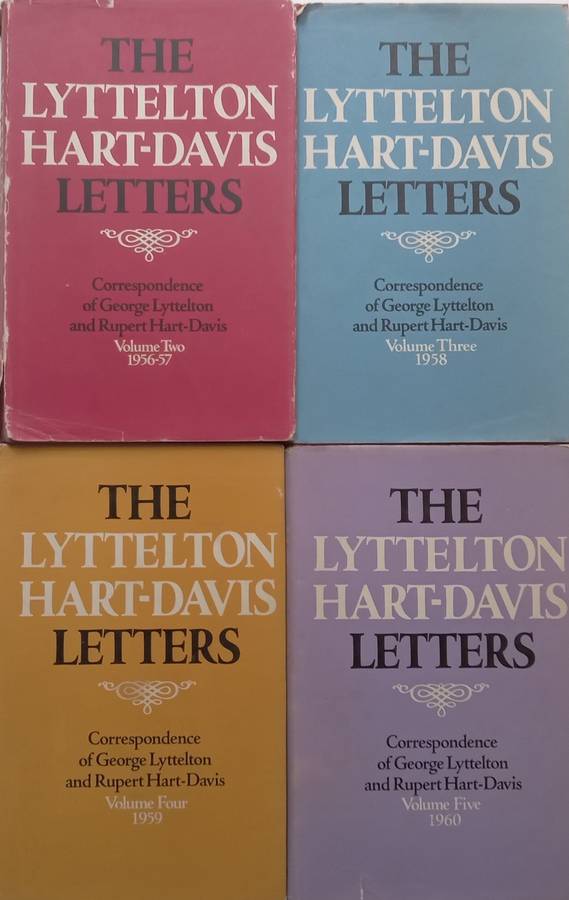 THE
LYTTELTON
HART-DAVIS
LETTERS
Correspondence
of George Lyttelton
and Rupert Hart-Davis
Volume Two
1956-57
THE
LYTTELTON
HART-DAVIS
LETTERS
Correspondence
of George Lyttelton
and Rupert Hart-Davis
Volume Three
1958
THE
LYTTELTON
HART-DAVIS
LETTERS
Correspondence
of George Lyttelton
and Rupert Hart-Davis
Volume Four
1959
THE
LYTTELTON
HART-DAVIS
LETTERS
Correspondence
of George Lyttelton
and Rupert Hart-Davis
Volume Five
1960